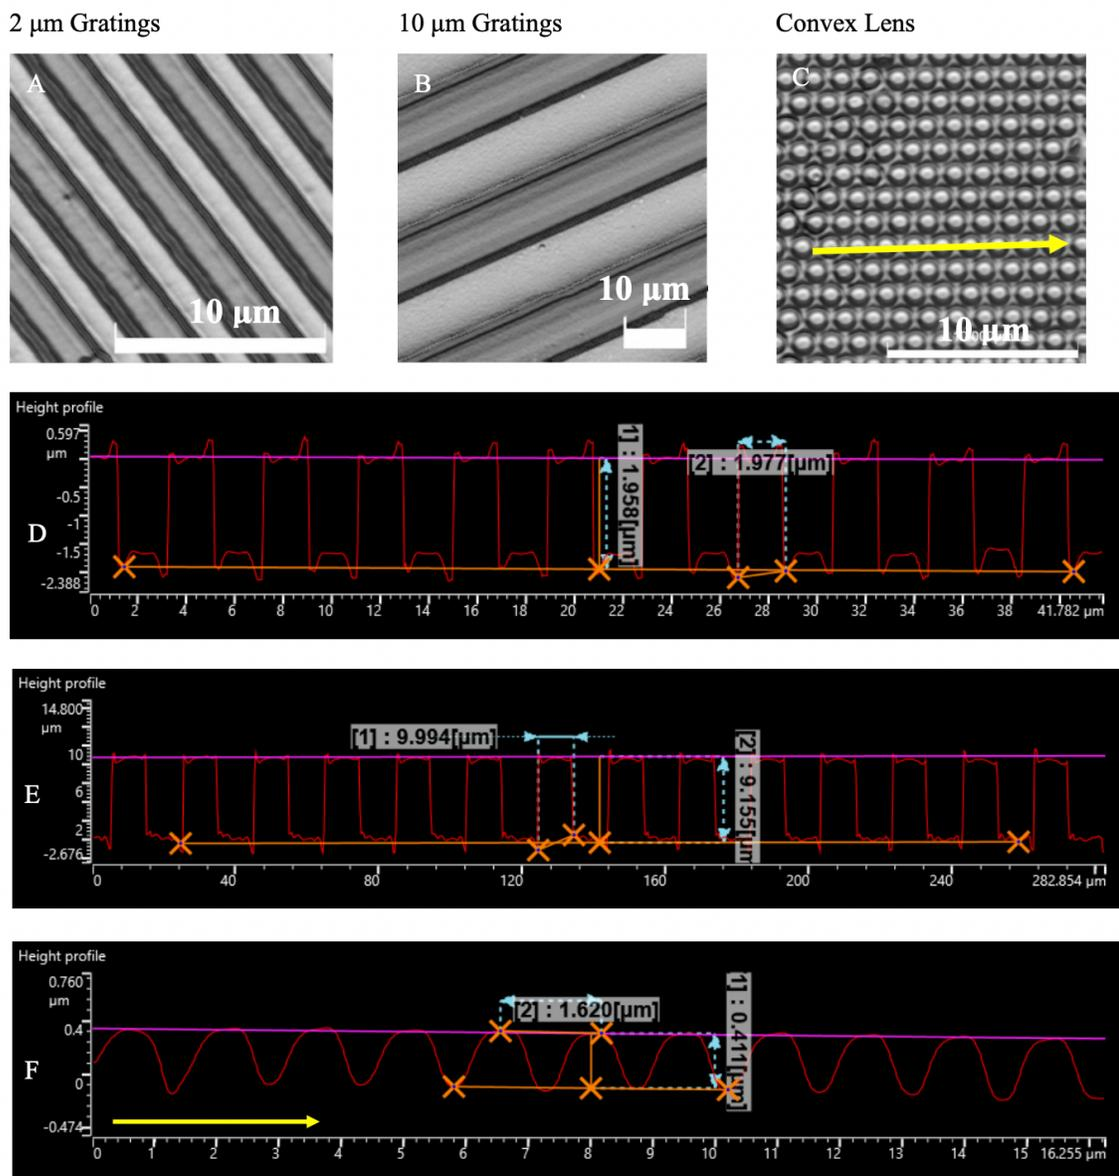 2 μm Gratings
10 μm Gratings
Convex Lens
A
B
C
10 μm
10 μm
10 μm
Height profile
0.597
μm
-0.5
-1
-1.5
-2.388
D
1] : 1.958[μm]
[2] : 1.977[μm]
0 2 4 6 8 10 12 14 16 18 20 22 24 26 28 30 32 34 36 38 41.782 μm
Height profile
14.800
μm
10
6
2
-2.676
E
[1] : 9.994[μm]
[2] : 9.155[μm
0 40 80 120 160 200 240 282.854 μm
Height profile
0.760
μm
0.4
0
-0.474
F
[2] : 1.620[μm]
1] : 0.411[μm]
0 1 2 3 4 5 6 7 8 9 10 11 12 13 14 15 16.255 μm